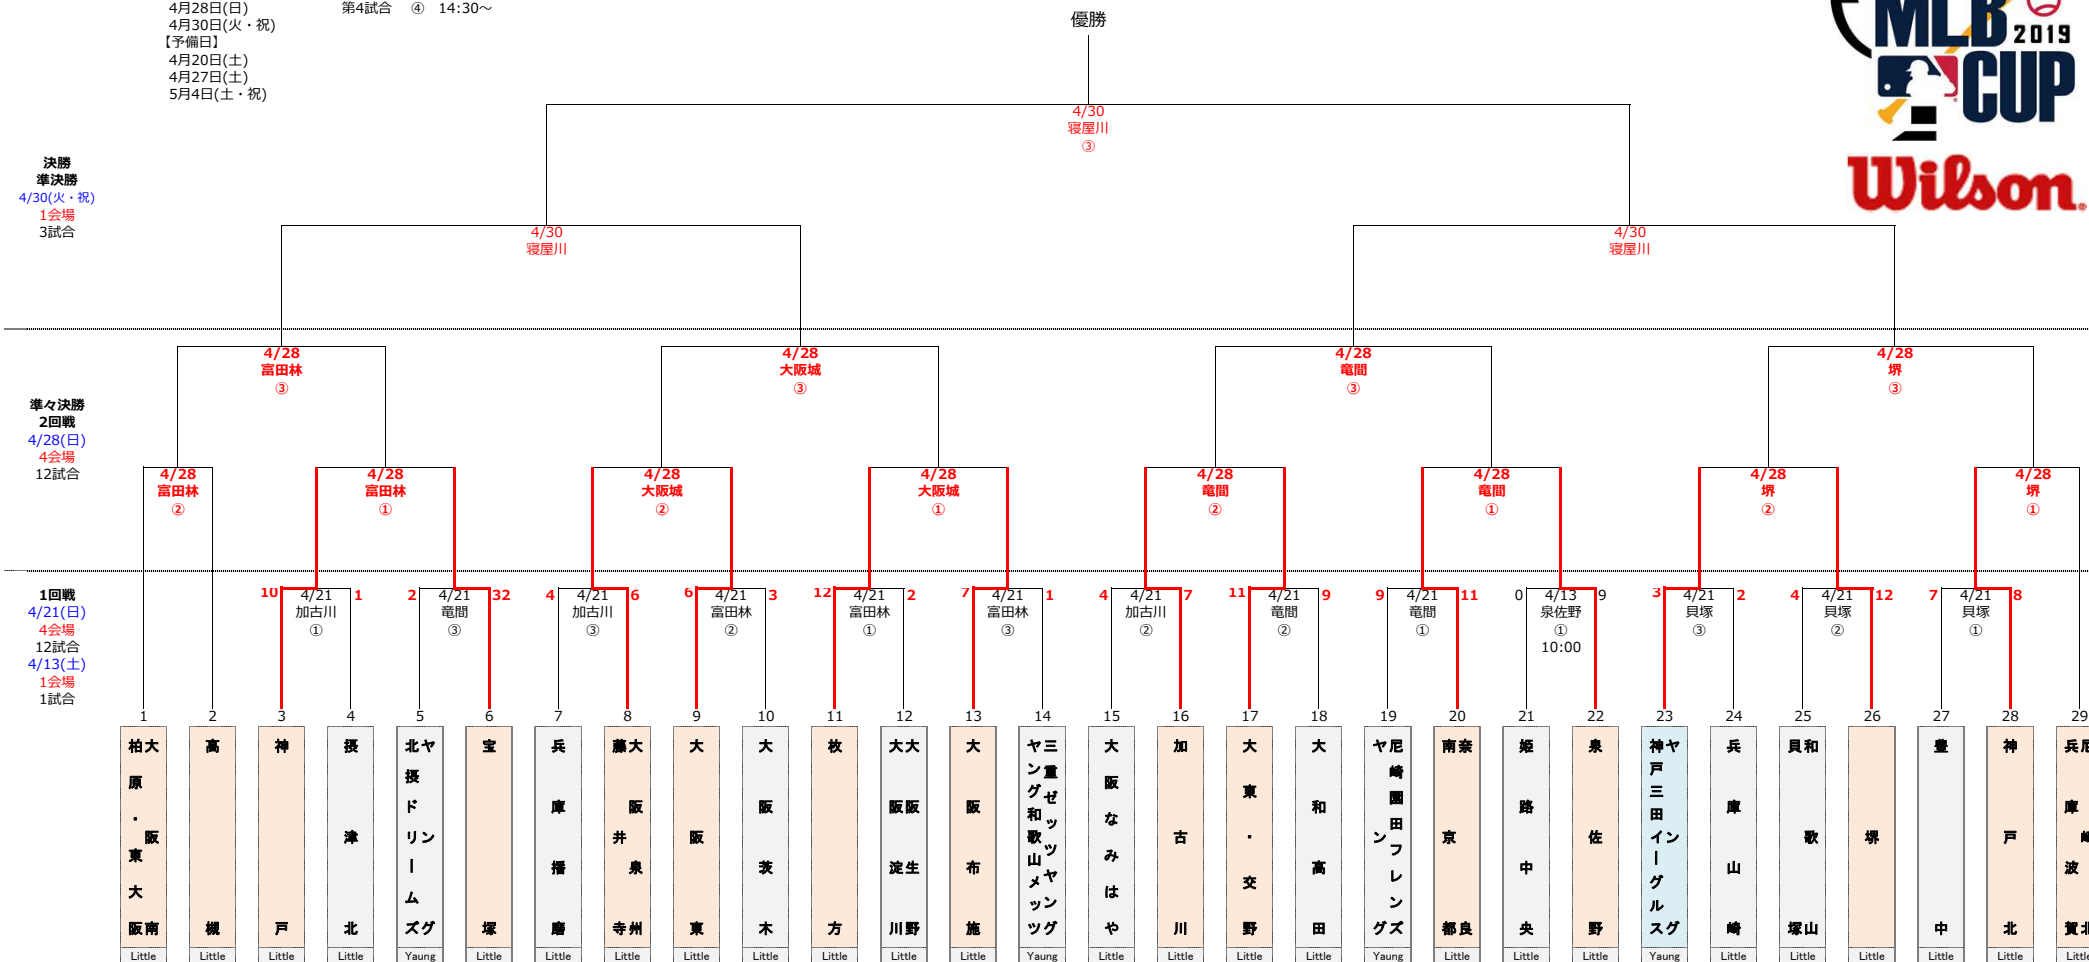 4月28日(日)
第4試合 ④ 14:30～
4月30日(火・祝)
【予備日】
4月20日(土)
4月27日(土)
5月4日(土・祝)
優勝
MLB
2019
CUP
Wilson
4/30
寝屋川
③
決勝
準決勝
4/30(火・祝)
1会場
3試合
4/30
寝屋川
4/30
寝屋川
4/28
富田林
③
4/28
大阪城
③
4/28
竜間
③
4/28
堺
③
準々決勝
2回戦
4/28(日)
4会場
12試合
4/28
富田林
②
4/28
富田林
①
4/28
大阪城
②
4/28
大阪城
①
4/28
竜間
②
4/28
竜間
①
4/28
堺
②
4/28
堺
①
1回戦
4/21(日)
4会場
12試合
4/13(土)
1会場
1試合
10 4/21 1
加古川
①
2 4/21 32
竜間
③
4 4/21 6
加古川
③
6 4/21 3
富田林
②
12 4/21 2
富田林
①
7 4/21 1
富田林
③
4 4/21 7
加古川
②
11 4/21 9
竜間
②
9 4/21 11
竜間
①
0 4/13 9
泉佐野
①
10:00
3 4/21 2
貝塚
③
4 4/21 12
貝塚
②
7 4/21 8
貝塚
①
1 2 3 4 5 6 7 8 9 10 11 12 13 14 15 16 17 18 19 20 21 22 23 24 25 26 27 28 29
大阪南
柏原・東大阪
高槻
神戸
摂津北
ヤング
北摂ドリームズ
宝塚
兵庫播磨
大阪泉州
藤井寺
大阪東
大阪茨木
枚方
大阪生野
大阪淀川
大阪布施
三重ゼッツヤング
ヤング和歌山メッツ
大阪なみはや
加古川
大東・交野
大和高田
尼崎園田フレンズ
ヤング
奈良
南京都
姫路中央
泉佐野
ヤング
神戸三田イーグルス
兵庫山崎
和歌山
貝塚
堺
豊中
神戸北
尼崎北
兵庫波賀
Little Little Little Little Yaung Little Little Little Little Little Little Little Little Yaung Little Little Little Little Yaung Little Little Little Yaung Little Little Little Little Little Little